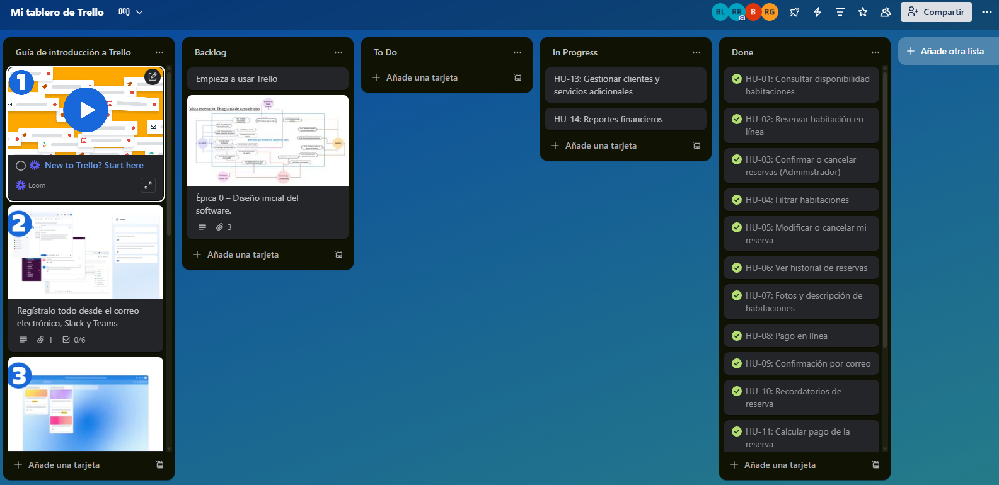 Mi tablero de Trello
BL
RR
B
RG
Compartir
Guía de introducción a Trello
1
New to Trello? Start here
Loom
2
Regístralo todo desde el correo
electrónico, Slack y Teams
1
0/6
3
Añade una tarjeta
Backlog
Empieza a usar Trello
Vista escenario: Diagrama de caso de uso
Épica 0 – Diseño inicial del
software.
3
Añade una tarjeta
To Do
Añade una tarjeta
In Progress
HU-13: Gestionar clientes y
servicios adicionales
HU-14: Reportes financieros
Añade una tarjeta
Done
HU-01: Consultar disponibilidad
habitaciones
HU-02: Reservar habitación en
línea
HU-03: Confirmar o cancelar
reservas (Administrador)
HU-04: Filtrar habitaciones
HU-05: Modificar o cancelar mi
reserva
HU-06: Ver historial de reservas
HU-07: Fotos y descripción de
habitaciones
HU-08: Pago en línea
HU-09: Confirmación por correo
HU-10: Recordatorios de
reserva
HU-11: Calcular pago de la
reserva
Añade una tarjeta
Añade otra lista